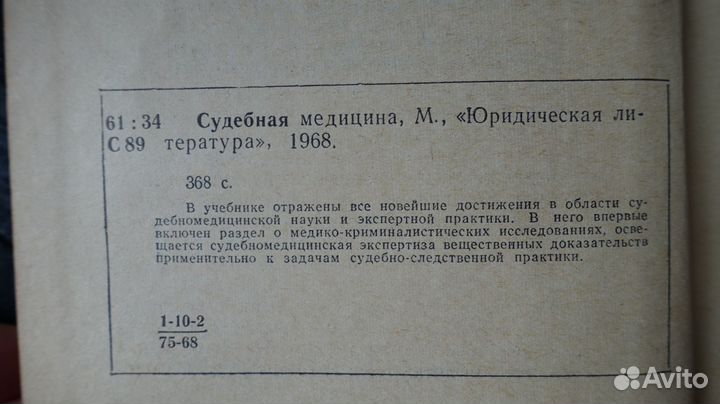 61 : 34 Судебная медицина, М., «Юридическая ли-
С 89 тература», 1968.
368 с.
В учебнике отражены все новейшие достижения в области су-
дебномедицинской науки и экспертной практики. В него впервые
включен раздел о медико-криминалистических исследованиях, осве-
щается судебномедицинская экспертиза вещественных доказательств
применительно к задачам судебно-следственной практики.
1-10-2
75-68
Avito